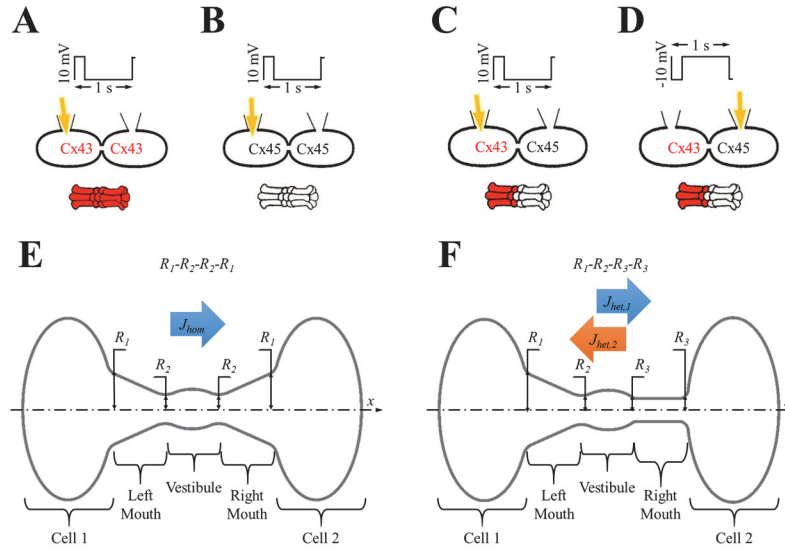 A B C D
10 mV 1 s
10 mV 1 s
10 mV 1 s
-10 mV 1 s
Cx43 Cx43
Cx45 Cx45
Cx43 Cx45
Cx43 Cx45
E
R1-R2-R2-R1
Jhom
R1 R2 R2 R1
x
Left Mouth
Vestibule
Right Mouth
Cell 1
Cell 2
F
R1-R2-R3-R3
Jhet,1
Jhet,2
R1 R2 R3 R3
Left Mouth
Vestibule
Right Mouth
Cell 1
Cell 2